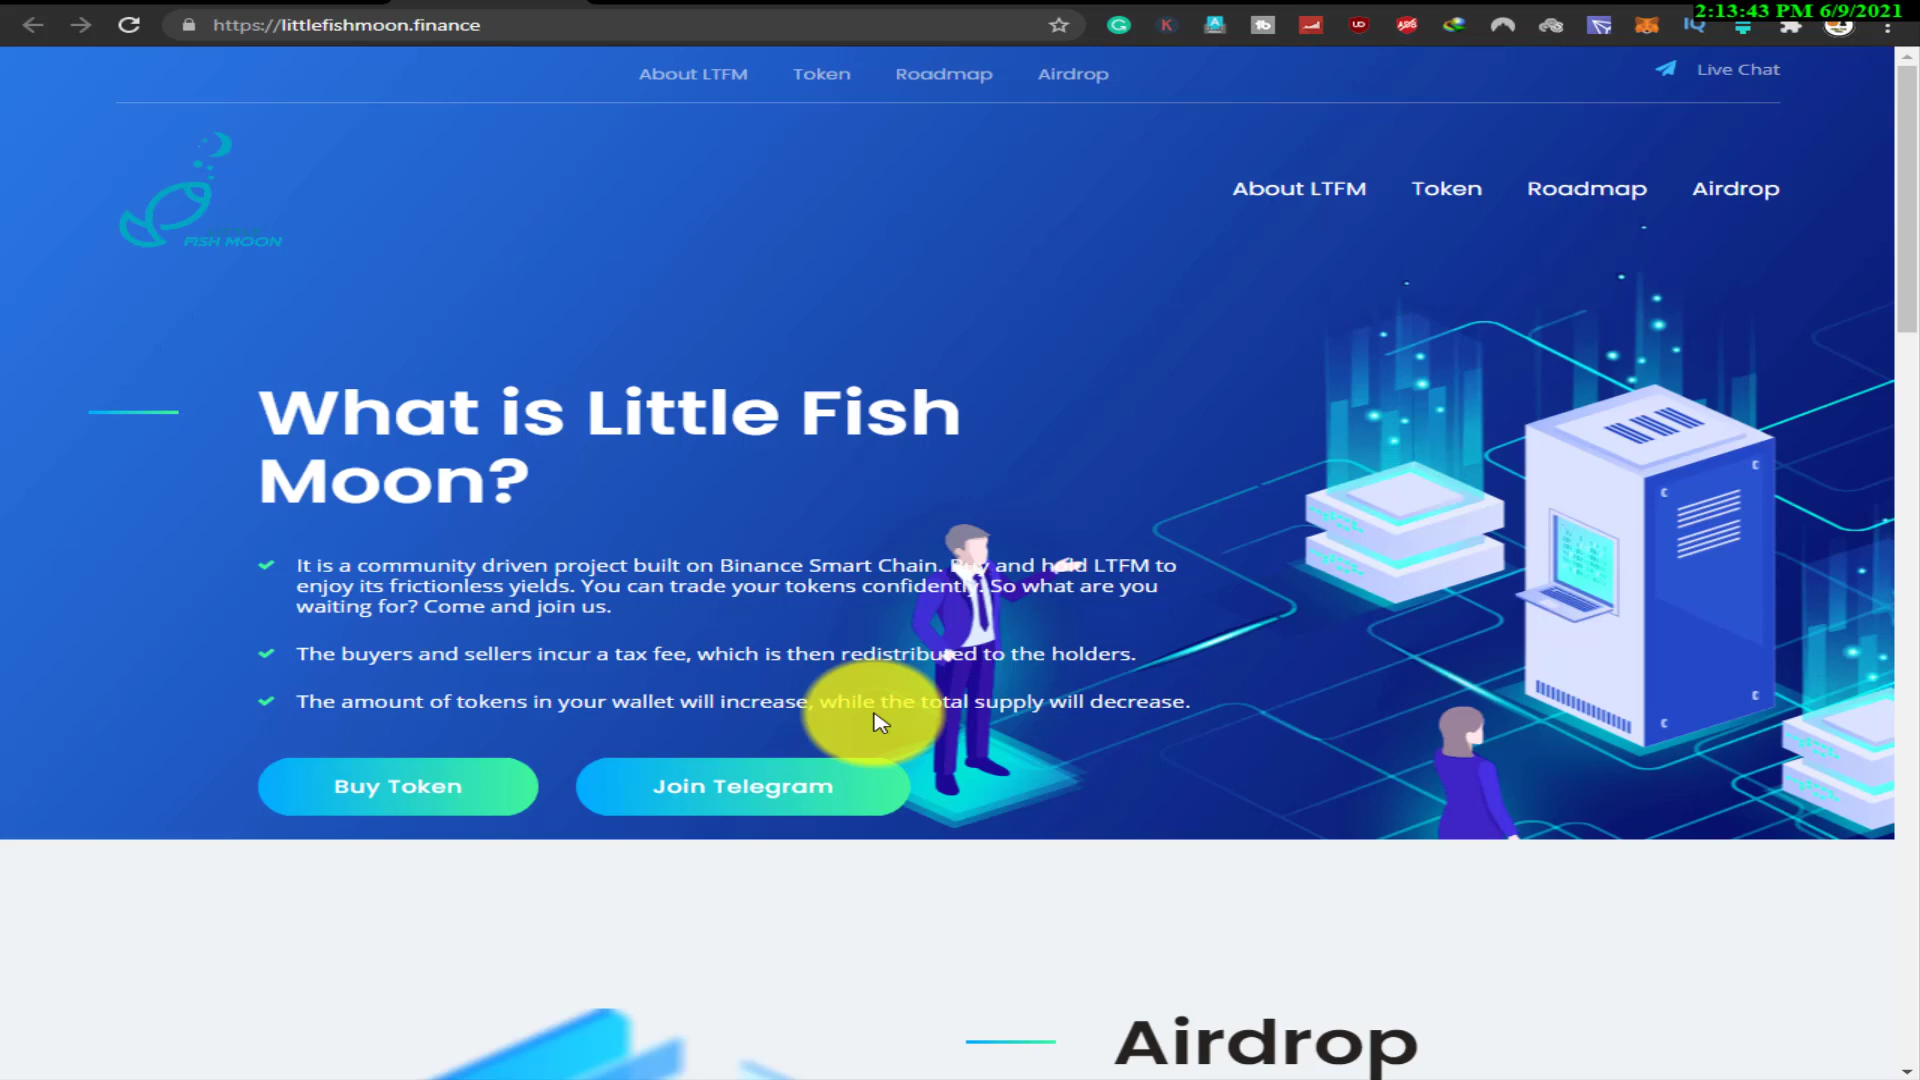 2:13:43 PM 6/9/2021
https://littlefishmoon.finance
About LTFM
Token
Roadmap
Airdrop
Live Chat
FISH MOON
About LTFM
Token
Roadmap
Airdrop
What is Little Fish
Moon?
It is a community driven project built on Binance Smart Chain. Buy and hold LTFM to
enjoy its frictionless yields. You can trade your tokens confidently. So what are you
waiting for? Come and join us.
The buyers and sellers incur a tax fee, which is then redistributed to the holders.
The amount of tokens in your wallet will increase, while the total supply will decrease.
Buy Token
Join Telegram
Airdrop